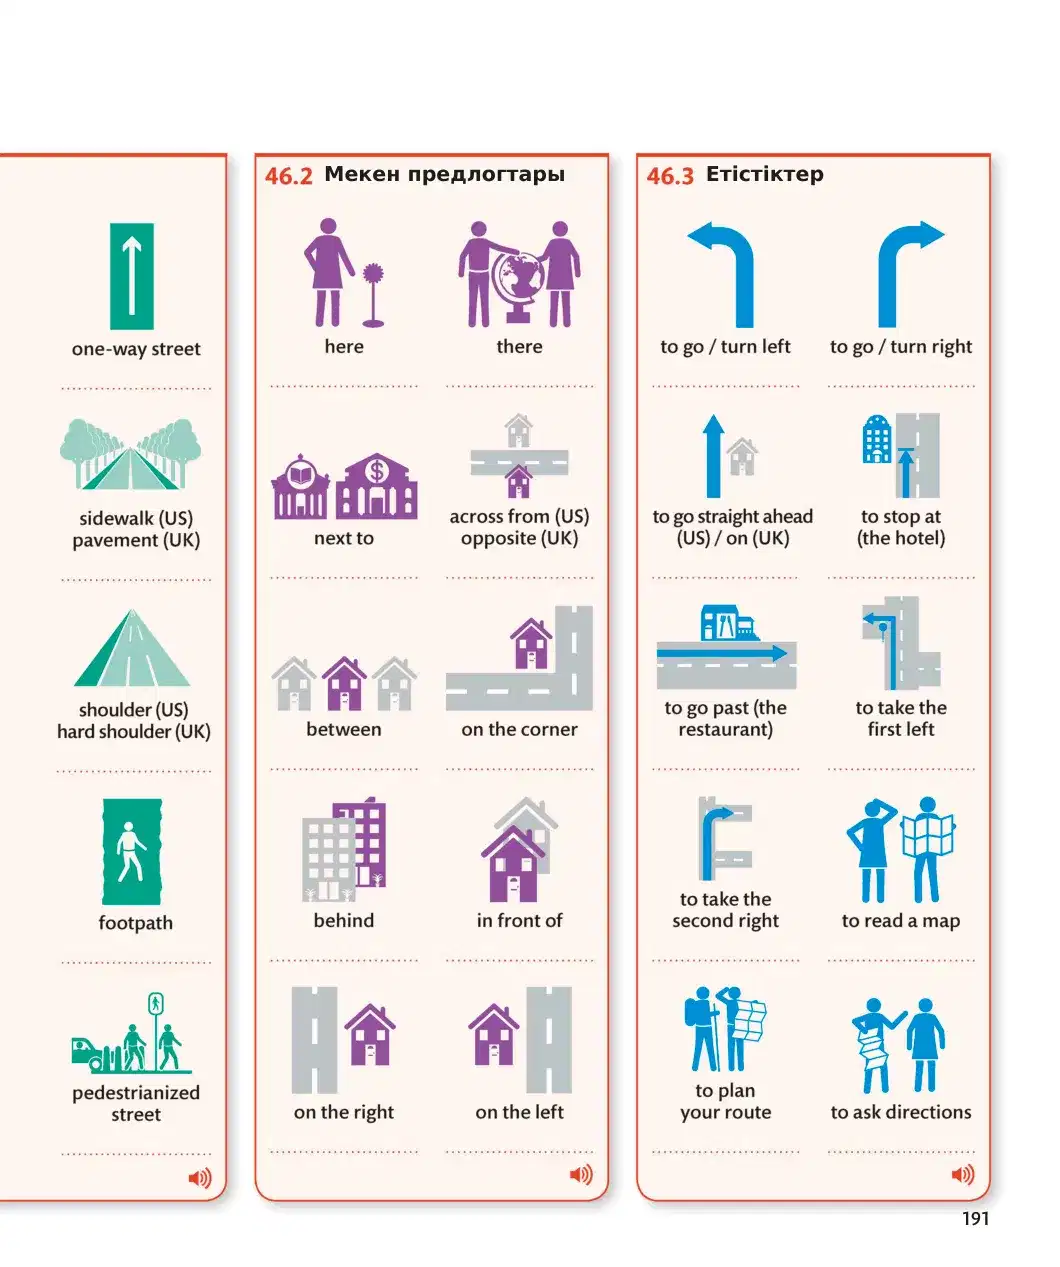 one-way street
sidewalk (US)
pavement (UK)
shoulder (US)
hard shoulder (UK)
footpath
pedestrianized
street
46.2 Мекен предлогтары
here
there
next to
across from (US)
opposite (UK)
between
on the corner
behind
in front of
on the right
on the left
46.3 Етістіктер
to go / turn left
to go / turn right
to go straight ahead
(US) / on (UK)
to stop at
(the hotel)
to go past (the
restaurant)
to take the
first left
to take the
second right
to read a map
to plan
your route
to ask directions
191